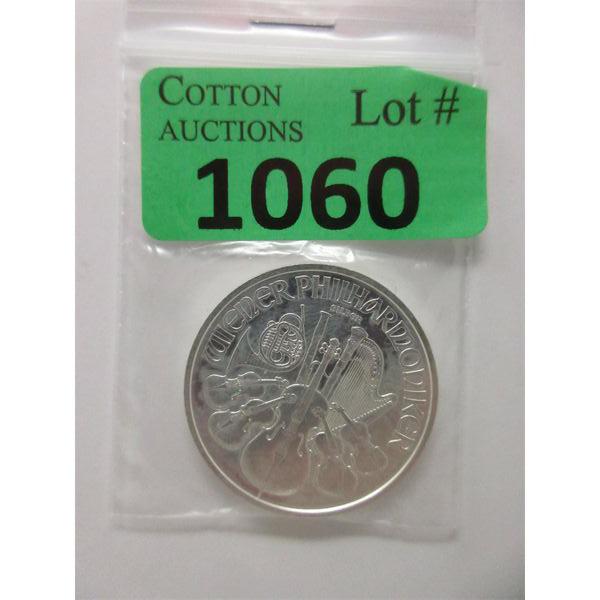 COTTON
AUCTIONS
Lot #
1060
WIENER PHILHARMONIKER
SILBER